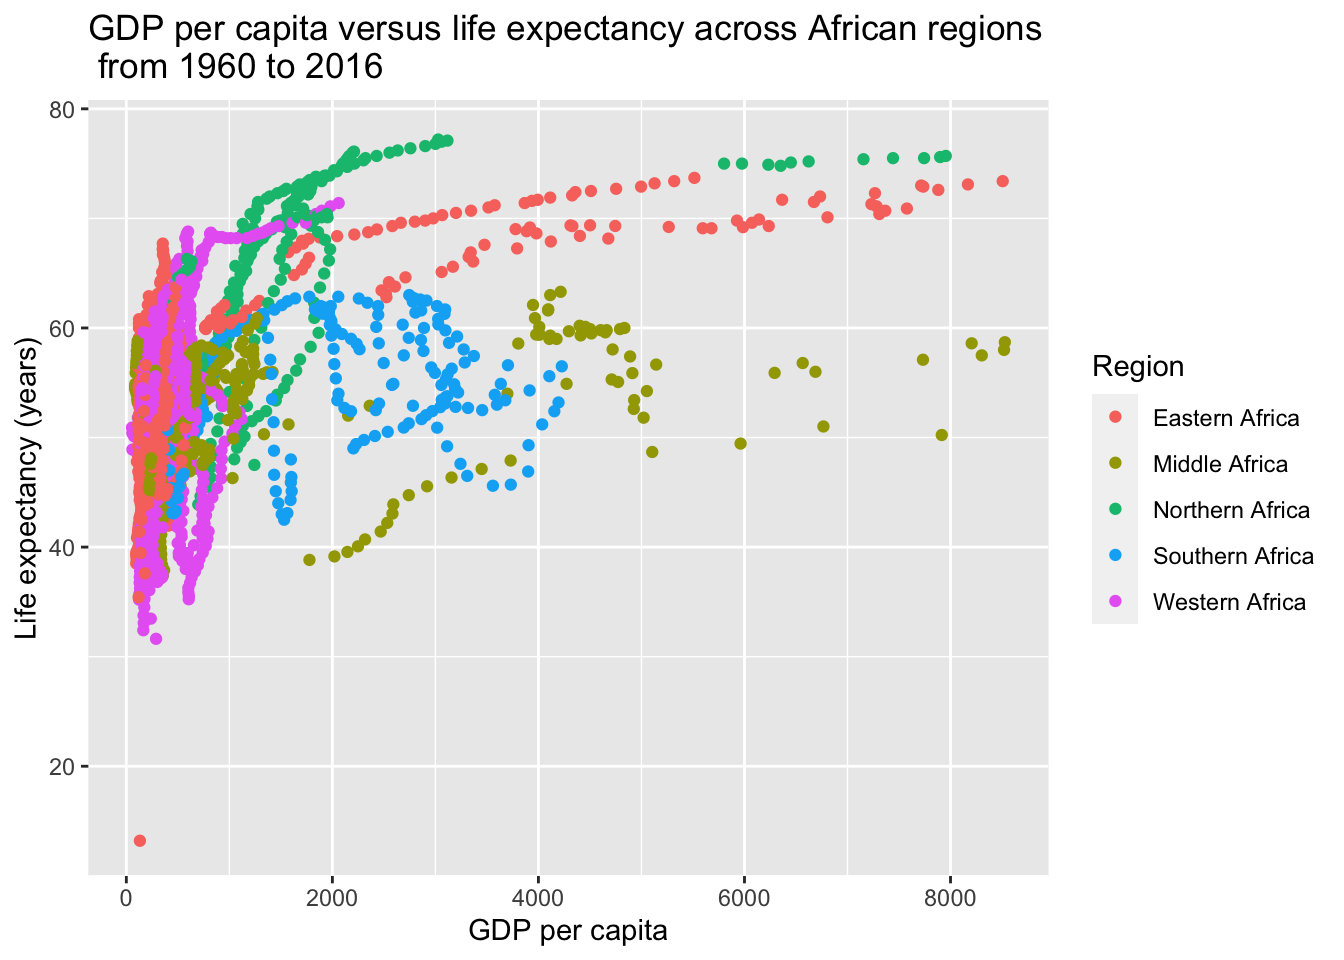 GDP per capita versus life expectancy across African regions
from 1960 to 2016
80
60
40
20
Life expectancy (years)
0 2000 4000 6000 8000
GDP per capita
Region
Eastern Africa
Middle Africa
Northern Africa
Southern Africa
Western Africa